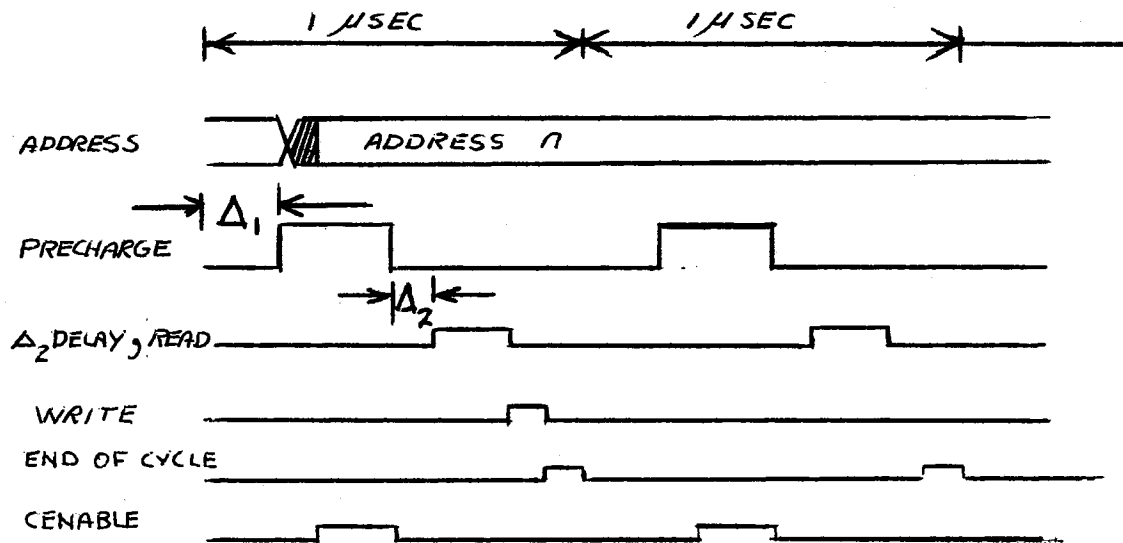 1 µSEC 1 µSEC
ADDRESS ADDRESS n
Δ1
PRECHARGE
Δ2
Δ2 DELAY, READ
WRITE
END OF CYCLE
CENABLE